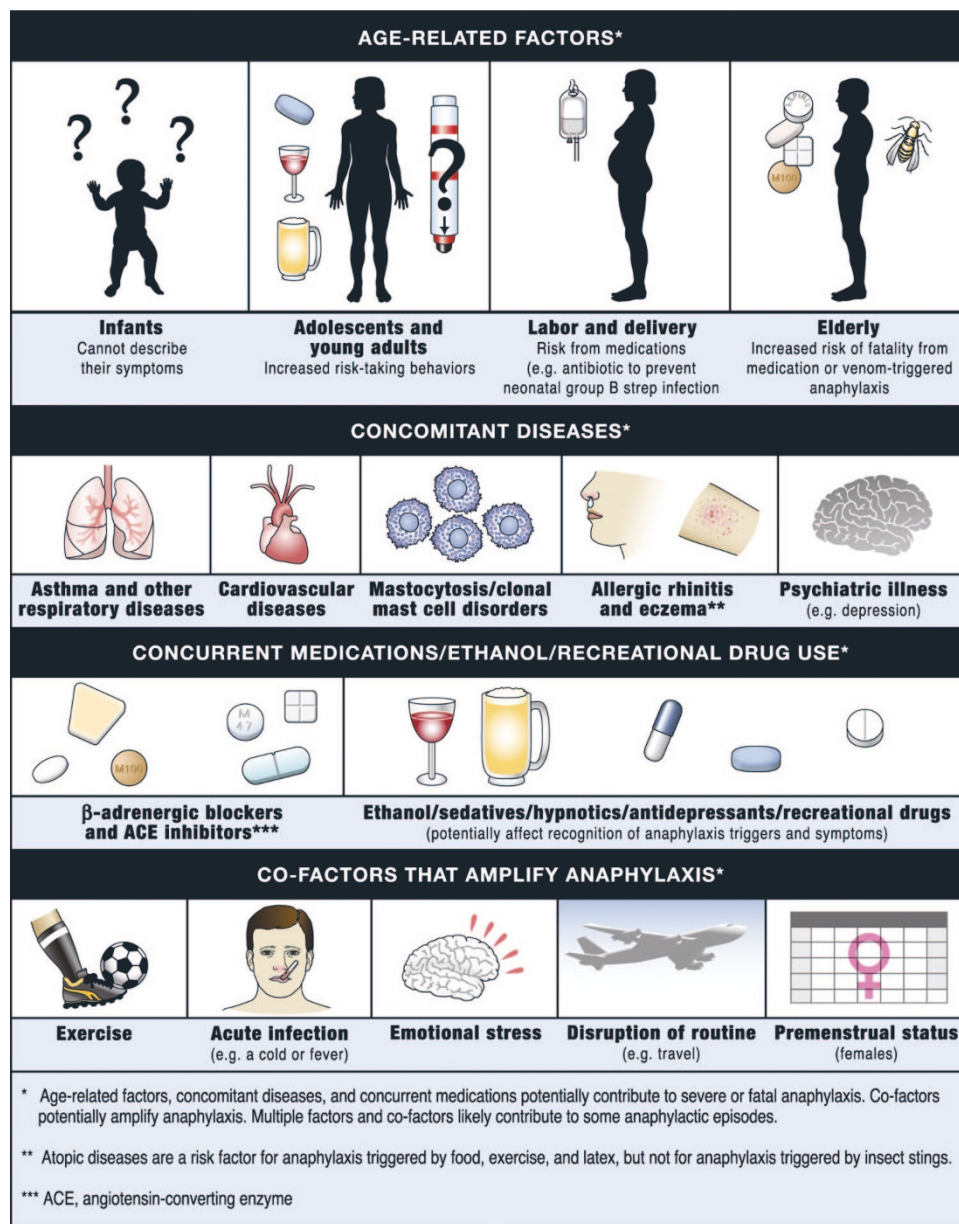 AGE-RELATED FACTORS*
? ? ?
?
ASPIRIN
M100
Infants
Cannot describe
their symptoms
Adolescents and
young adults
Increased risk-taking behaviors
Labor and delivery
Risk from medications
(e.g. antibiotic to prevent
neonatal group B strep infection
Elderly
Increased risk of fatality from
medication or venom-triggered
anaphylaxis
CONCOMITANT DISEASES*
Asthma and other
respiratory diseases
Cardiovascular
diseases
Mastocytosis/clonal
mast cell disorders
Allergic rhinitis
and eczema**
Psychiatric illness
(e.g. depression)
CONCURRENT MEDICATIONS/ETHANOL/RECREATIONAL DRUG USE*
M
47
M100
β-adrenergic blockers
and ACE inhibitors***
Ethanol/sedatives/hypnotics/antidepressants/recreational drugs
(potentially affect recognition of anaphylaxis triggers and symptoms)
CO-FACTORS THAT AMPLIFY ANAPHYLAXIS*
Exercise
Acute infection
(e.g. a cold or fever)
Emotional stress
Disruption of routine
(e.g. travel)
Premenstrual status
(females)
* Age-related factors, concomitant diseases, and concurrent medications potentially contribute to severe or fatal anaphylaxis. Co-factors
potentially amplify anaphylaxis. Multiple factors and co-factors likely contribute to some anaphylactic episodes.
** Atopic diseases are a risk factor for anaphylaxis triggered by food, exercise, and latex, but not for anaphylaxis triggered by insect stings.
*** ACE, angiotensin-converting enzyme